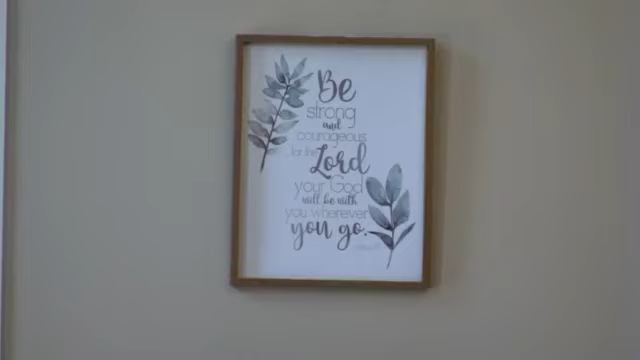 Be
strong
and
courageous
for the
Lord
your God
will be with
you wherever
you go.